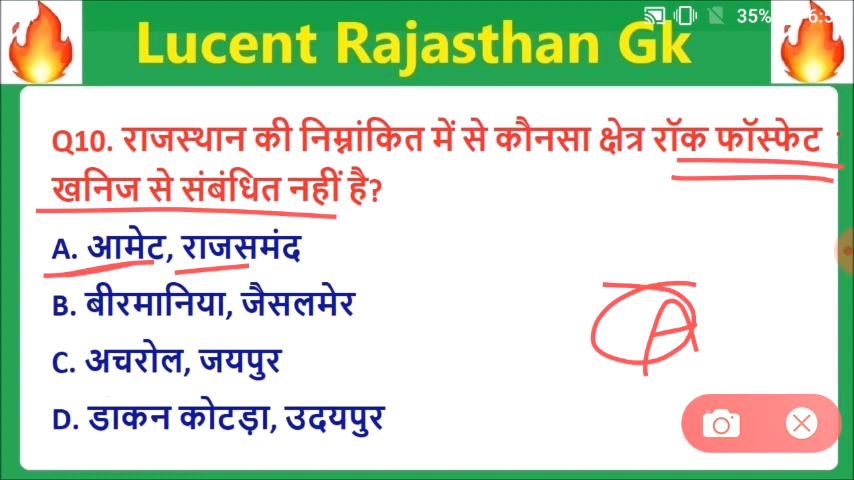 35%
Lucent Rajasthan Gk
Q10. राजस्थान की निम्नांकित में से कौनसा क्षेत्र रॉक फॉस्फेट
खनिज से संबंधित नहीं है?
A. आमेट, राजसमंद
B. बीरमानिया, जैसलमेर
C. अचरोल, जयपुर
D. डाकन कोटड़ा, उदयपुर
A